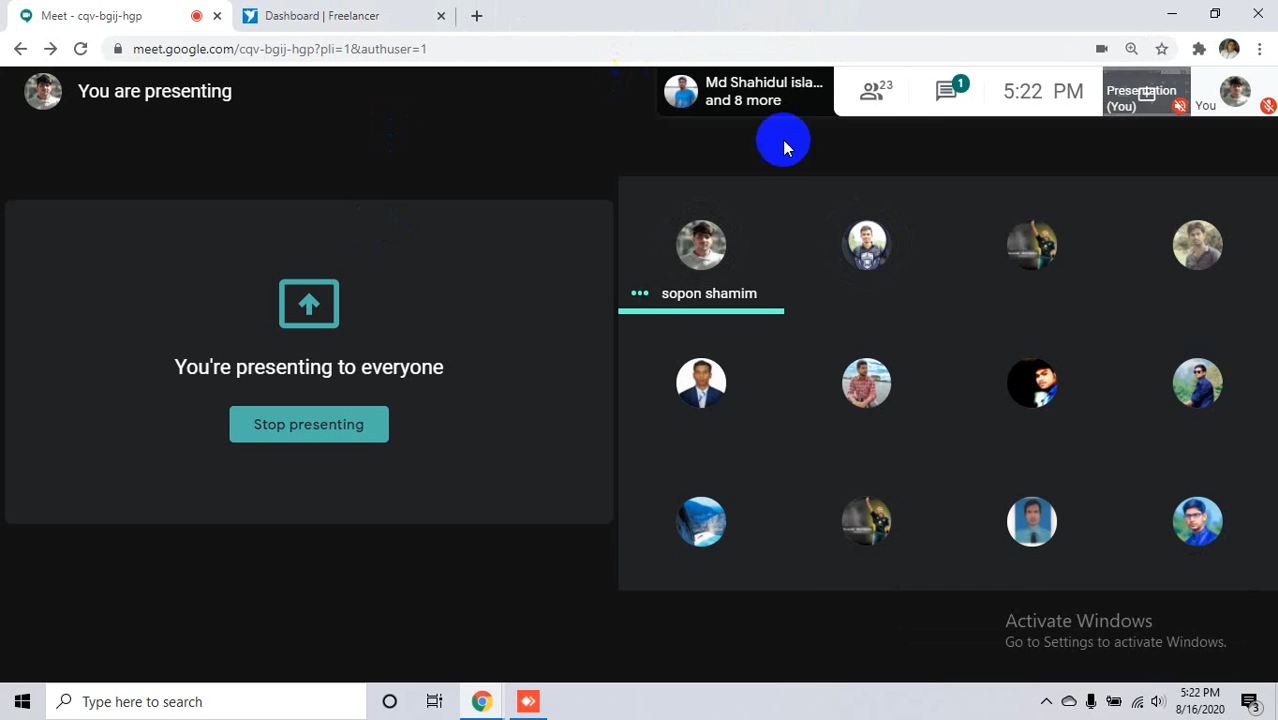 Meet - cqv-bgij-hgp
Dashboard | Freelancer
meet.google.com/cqv-bgij-hgp?pli=1&authuser=1
You are presenting
Md Shahidul isla...
and 8 more
23
1
5:22 PM
Presentation
(You)
You
sopon shamim
You're presenting to everyone
Stop presenting
Activate Windows
Go to Settings to activate Windows.
Type here to search
5:22 PM
8/16/2020
3